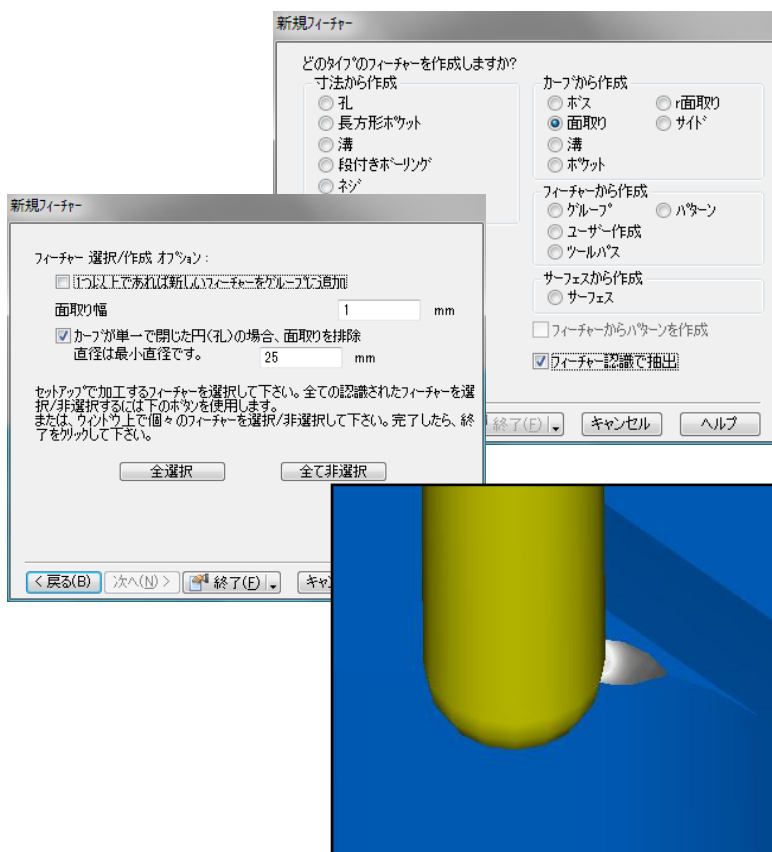 新規フィーチャー
どのタイプのフィーチャーを作成しますか?
寸法から作成
孔
長方形ポケット
溝
段付きボーリング
ネジ
カーブから作成
ボス
r面取り
面取り
サイド
溝
ポケット
フィーチャーから作成
グループ
パターン
ユーザー作成
ツールパス
サーフェスから作成
サーフェス
フィーチャーからパターンを作成
フィーチャー認識で抽出
終了(F)
キャンセル
ヘルプ
新規フィーチャー
フィーチャー 選択/作成 オプション:
1つ以上であれば新しいフィーチャーをグループに追加
面取り幅 1 mm
カーブが単一で閉じた円(孔)の場合、面取りを排除
直径は最小直径です。 25 mm
セットアップで加工するフィーチャーを選択して下さい。全ての認識されたフィーチャーを選
択/非選択するには下のボタンを使用します。
または、ウィンドウ上で個々のフィーチャーを選択/非選択して下さい。完了したら、終
了をクリックして下さい。
全選択
全て非選択
< 戻る(B)
次へ(N) >
終了(F)
キャン